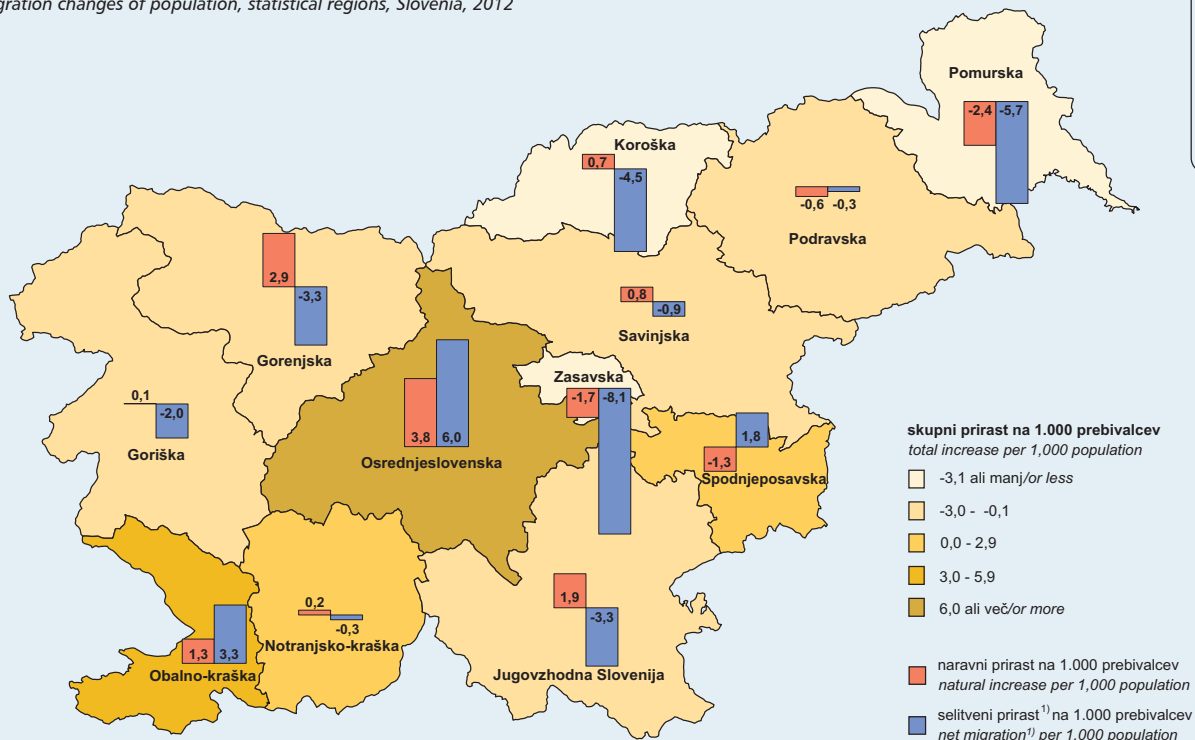 gration changes of population, statistical regions, Slovenia, 2012
Pomurska
-2,4 -5,7
Koroška
0,7
-4,5
-0,6 -0,3
Podravska
2,9
-3,3
Gorenjska
0,8
-0,9
Savinjska
Zasavska
-1,7 -8,1
0,1
-2,0
Goriška
3,8 6,0
Osrednjeslovenska
1,8
-1,3
Spodnjeposavska
1,9
-3,3
Jugovzhodna Slovenija
0,2
-0,3
Notranjsko-kraška
1,3 3,3
Obalno-kraška
skupni prirast na 1.000 prebivalcev
total increase per 1,000 population
-3,1 ali manj/or less
-3,0 - -0,1
0,0 - 2,9
3,0 - 5,9
6,0 ali več/or more
naravni prirast na 1.000 prebivalcev
natural increase per 1,000 population
selitveni prirast1) na 1.000 prebivalcev
net migration1) per 1,000 population